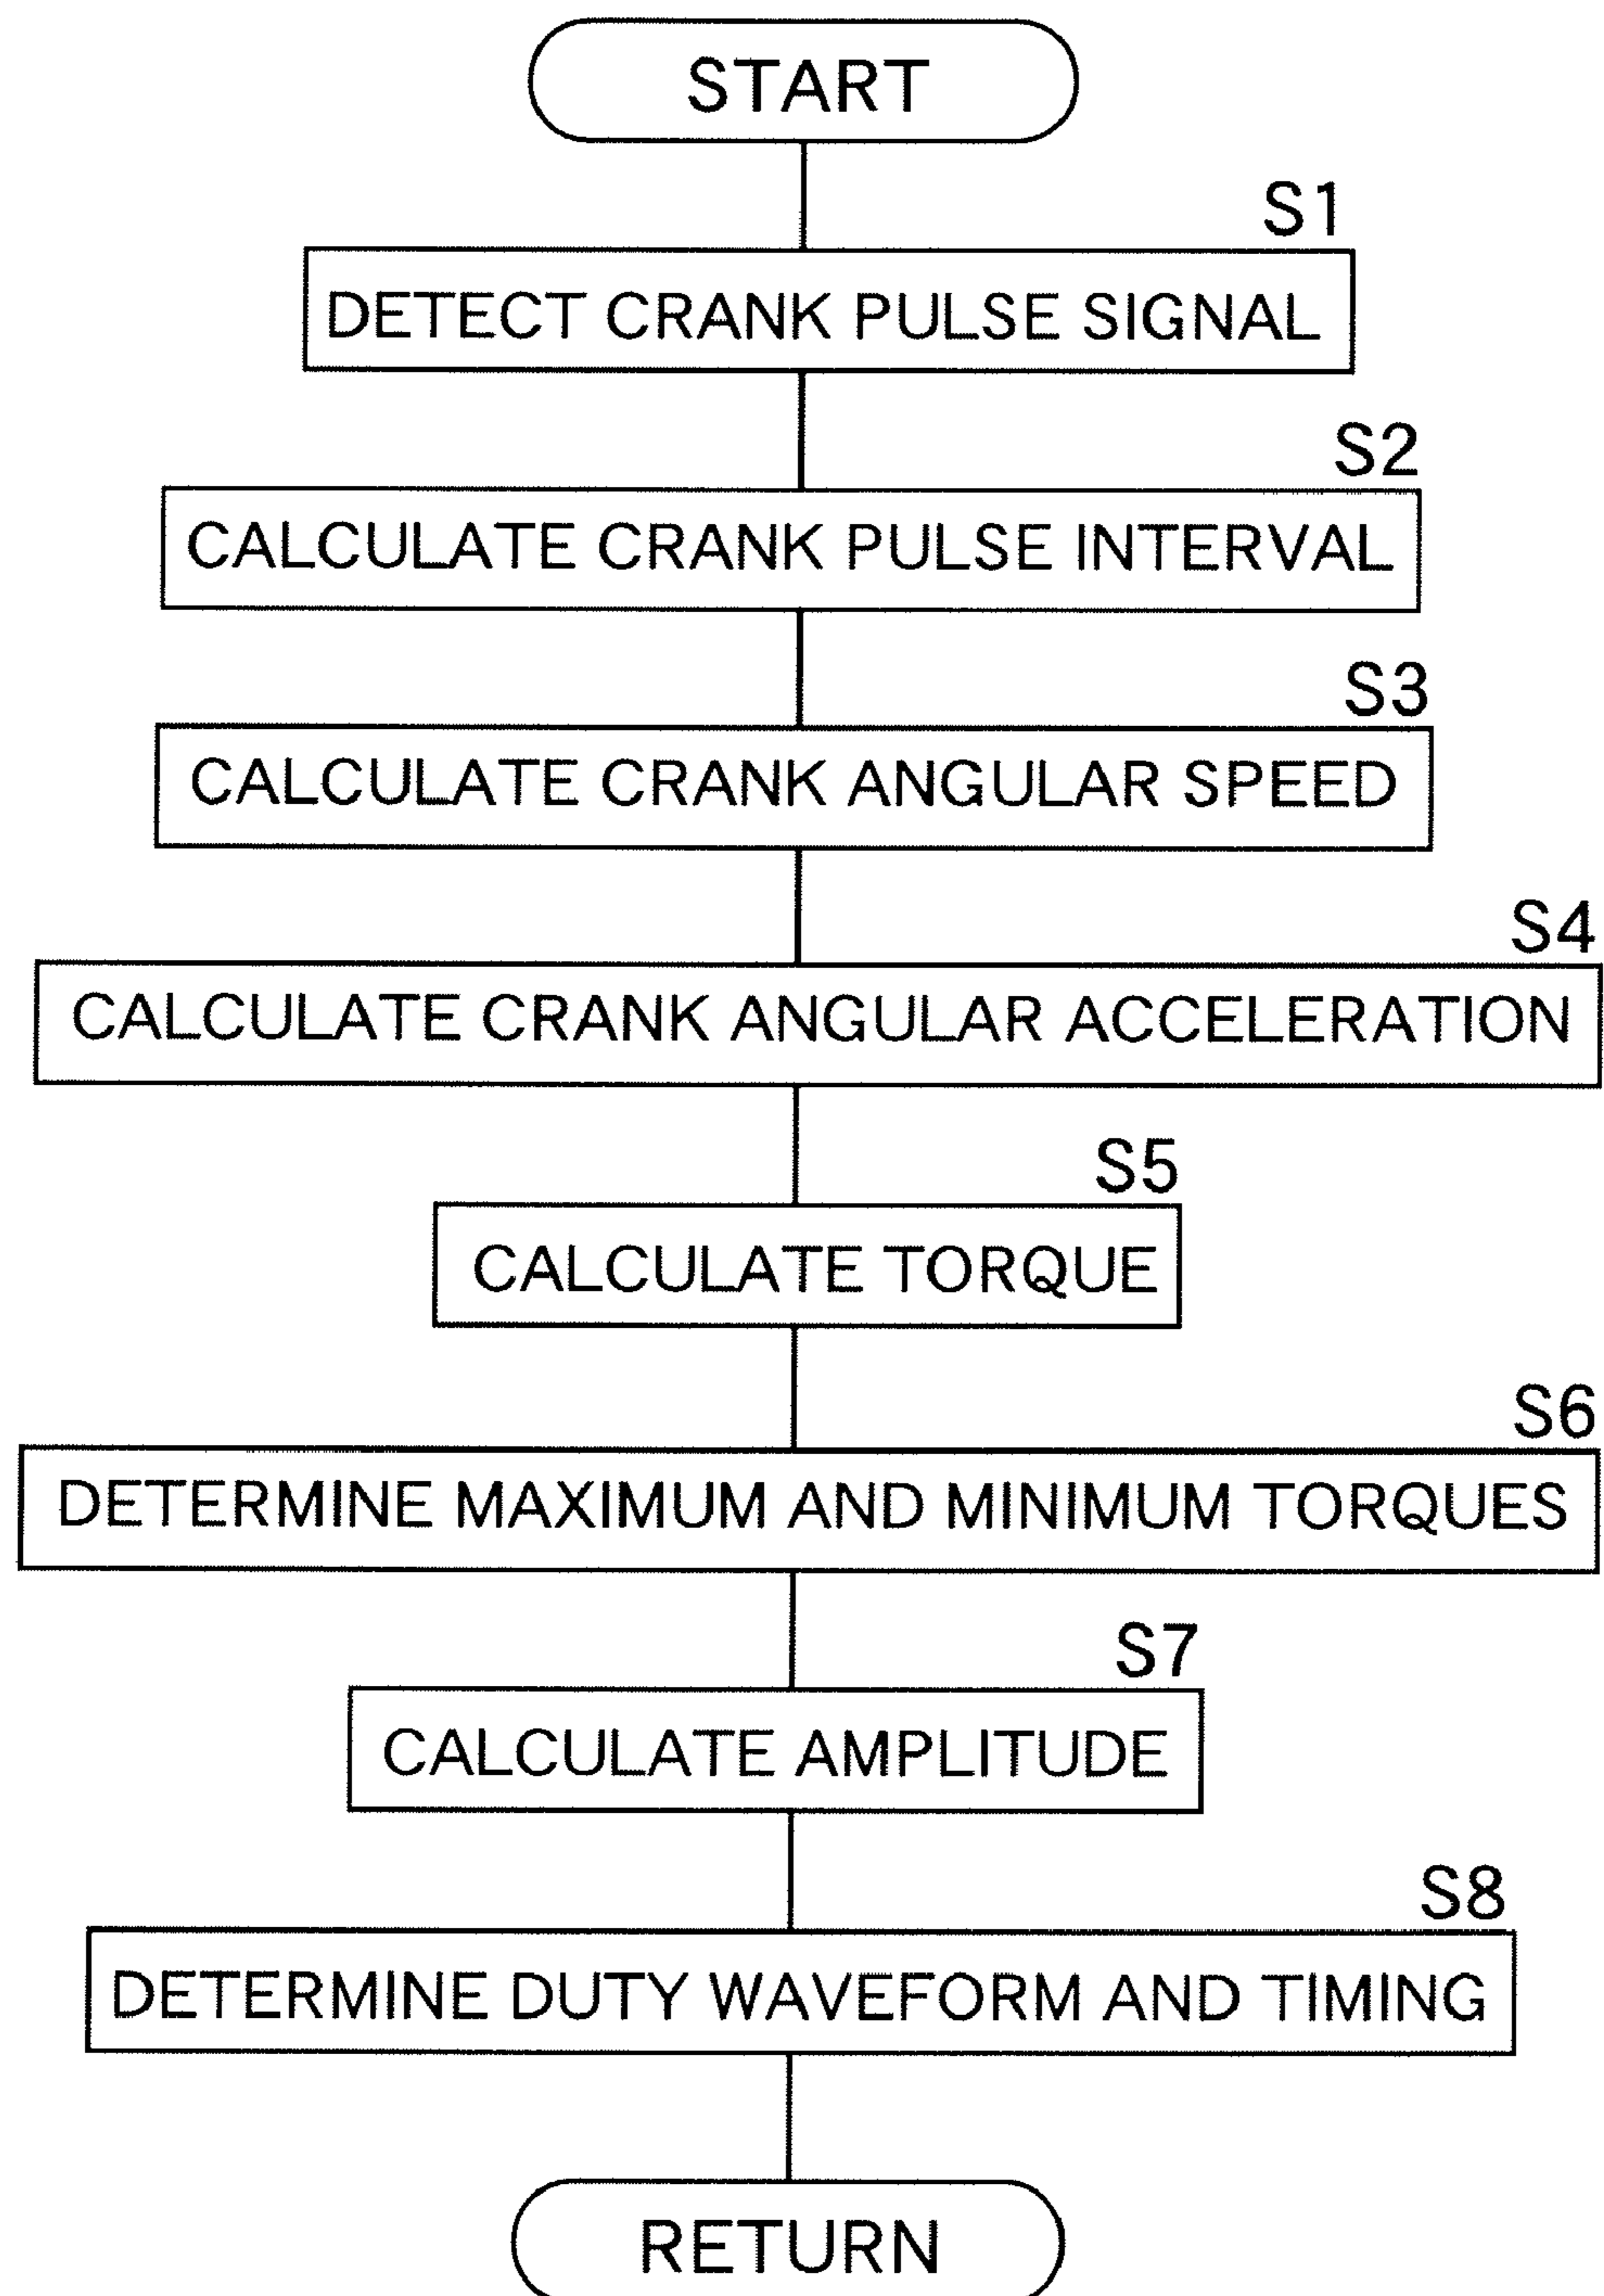 START
S1
DETECT CRANK PULSE SIGNAL
S2
CALCULATE CRANK PULSE INTERVAL
S3
CALCULATE CRANK ANGULAR SPEED
S4
CALCULATE CRANK ANGULAR ACCELERATION
S5
CALCULATE TORQUE
S6
DETERMINE MAXIMUM AND MINIMUM TORQUES
S7
CALCULATE AMPLITUDE
S8
DETERMINE DUTY WAVEFORM AND TIMING
RETURN